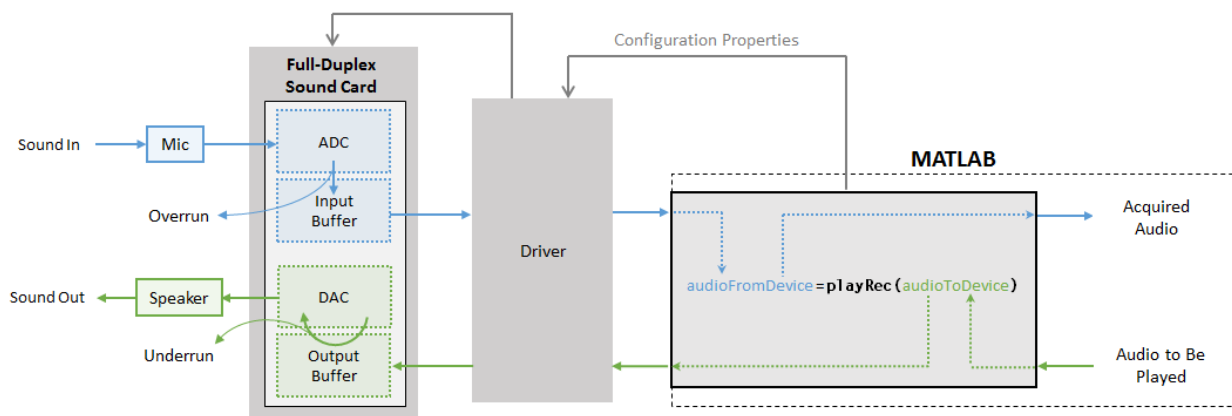 Configuration Properties
Full-Duplex
Sound Card
Sound In
Mic
ADC
Overrun
Input
Buffer
Sound Out
Speaker
DAC
Underrun
Output
Buffer
Driver
MATLAB
audioFromDevice=playRec(audioToDevice)
Acquired
Audio
Audio to Be
Played